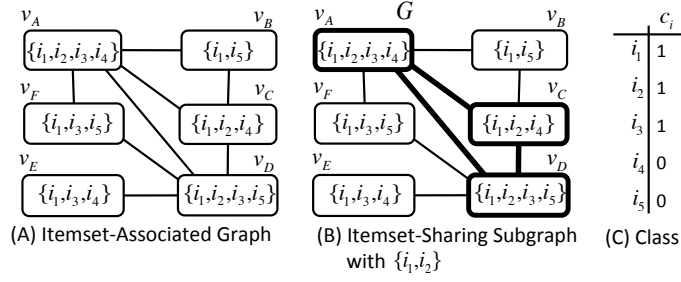 v_A G v_B
{i_1,i_2,i_3,i_4} {i_1,i_5}
v_F v_C
{i_1,i_3,i_5} {i_1,i_2,i_4}
v_E v_D
{i_1,i_3,i_4} {i_1,i_2,i_3,i_5}
(A) Itemset-Associated Graph
v_A v_B
{i_1,i_2,i_3,i_4} {i_1,i_5}
v_F v_C
{i_1,i_3,i_5} {i_1,i_2,i_4}
v_E v_D
{i_1,i_3,i_4} {i_1,i_2,i_3,i_5}
(B) Itemset-Sharing Subgraph
with {i_1,i_2}
c_i
i_1 1
i_2 1
i_3 1
i_4 0
i_5 0
(C) Class